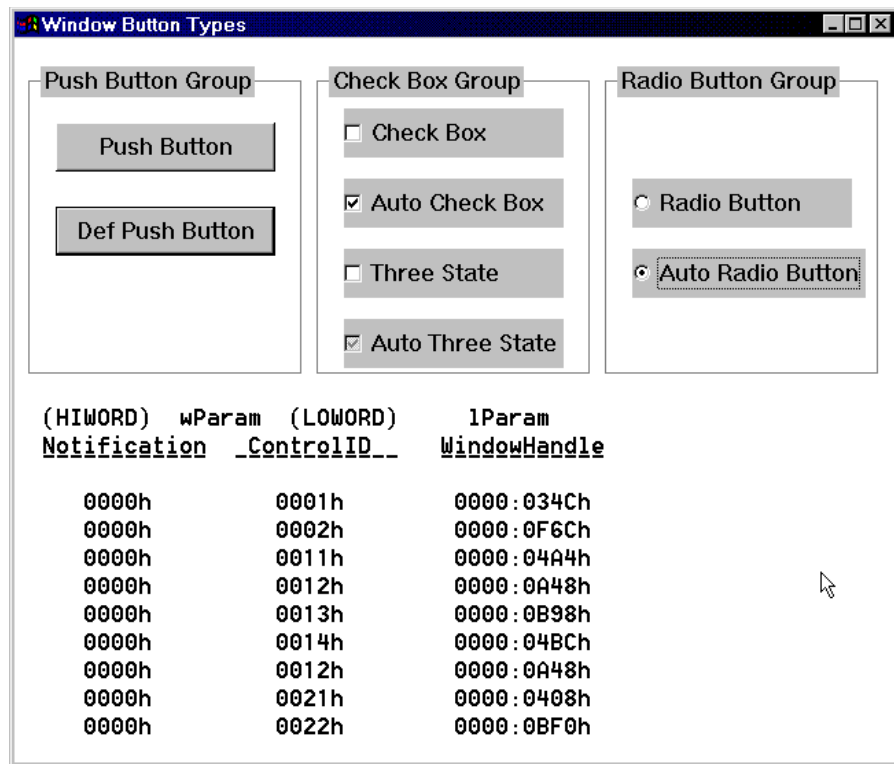 Window Button Types
Push Button Group
Push Button
Def Push Button
Check Box Group
Check Box
Auto Check Box
Three State
Auto Three State
Radio Button Group
Radio Button
Auto Radio Button
(HIWORD) wParam (LOWORD) lParam
Notification _ControlID__ WindowHandle
0000h 0001h 0000:034Ch
0000h 0002h 0000:0F6Ch
0000h 0011h 0000:04A4h
0000h 0012h 0000:0A48h
0000h 0013h 0000:0B98h
0000h 0014h 0000:04BCh
0000h 0012h 0000:0A48h
0000h 0021h 0000:0408h
0000h 0022h 0000:0BF0h